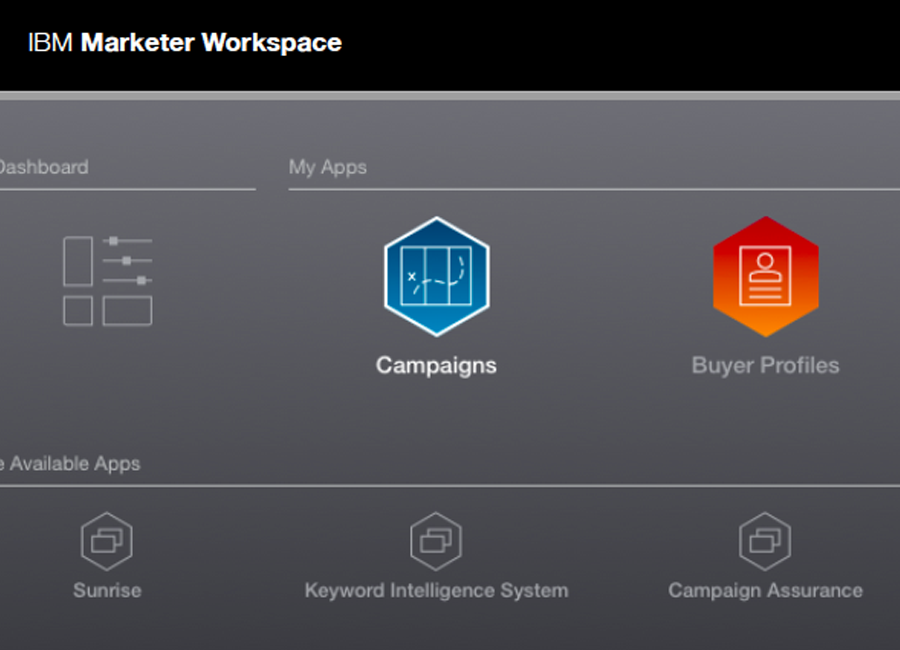 IBM Marketer Workspace
Dashboard
My Apps
Campaigns
Buyer Profiles
Available Apps
Sunrise
Keyword Intelligence System
Campaign Assurance